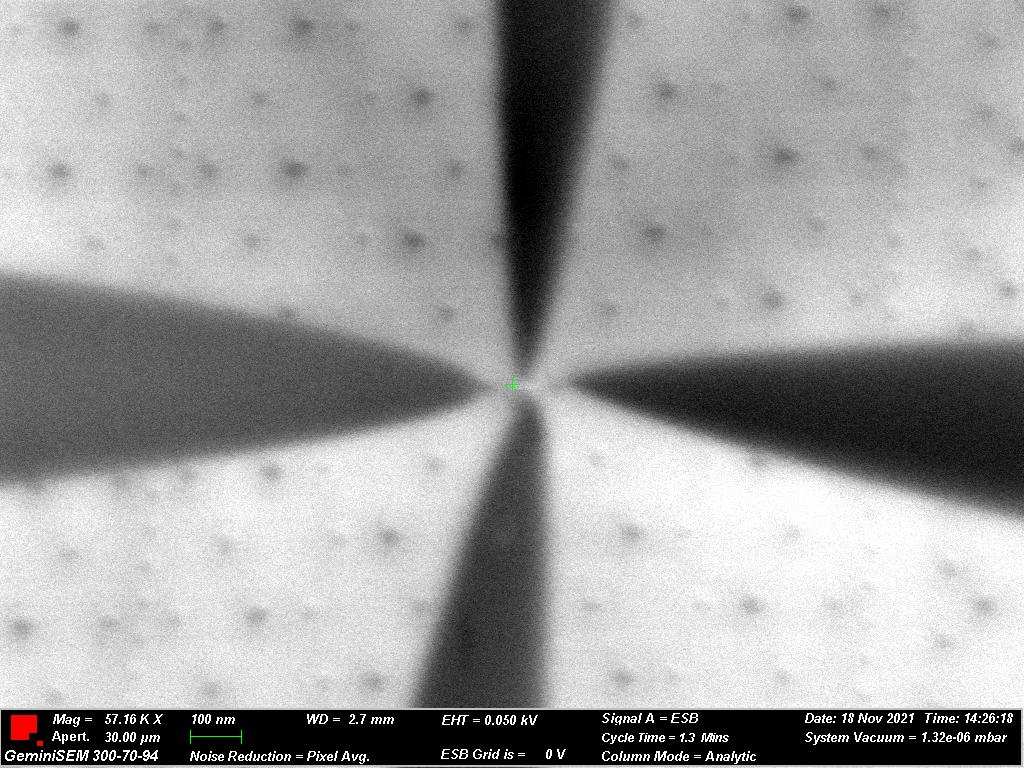 Mag = 57.16 K X 100 nm WD = 2.7 mm EHT = 0.050 kV Signal A = ESB Date: 18 Nov 2021 Time: 14:26:18
Apert. 30.00 µm Cycle Time = 1.3 Mins System Vacuum = 1.32e-06 mbar
GeminiSEM 300-70-94 Noise Reduction = Pixel Avg. ESB Grid is = 0 V Column Mode = Analytic